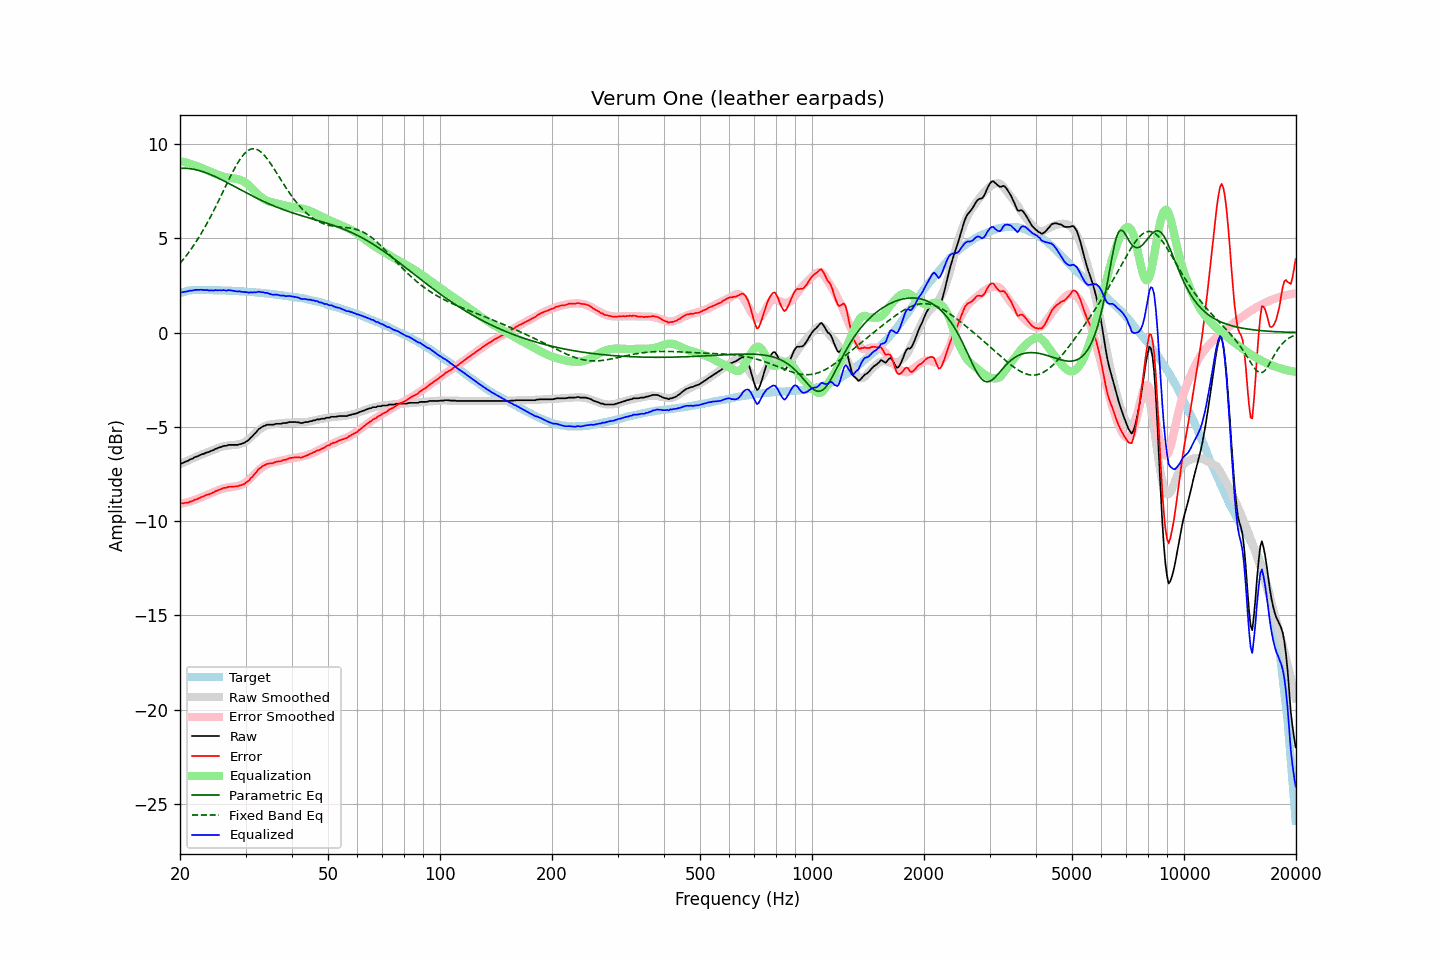 Verum One (leather earpads)
Amplitude (dBr)
10
5
0
−5
−10
−15
−20
−25
Target
Raw Smoothed
Error Smoothed
Raw
Error
Equalization
Parametric Eq
Fixed Band Eq
Equalized
20
50
100
200
500
1000
2000
5000
10000
20000
Frequency (Hz)